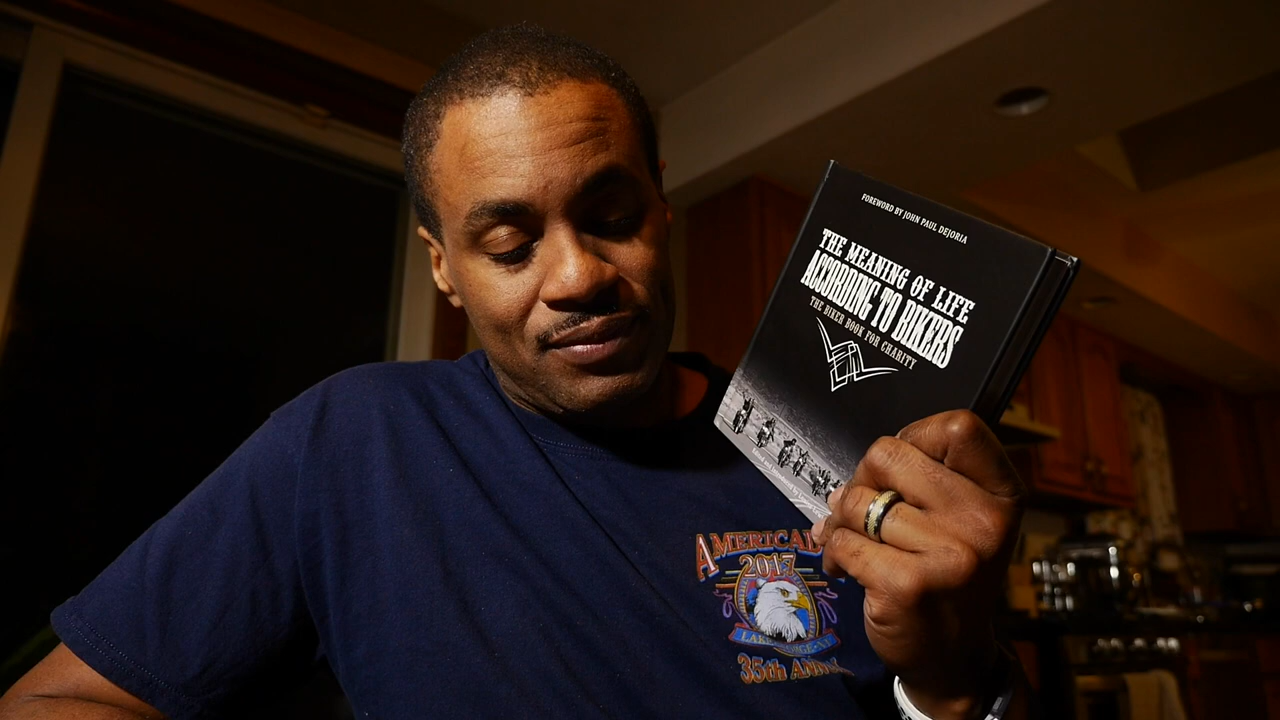 FOREWORD BY JOHN PAUL DEJORIA
THE MEANING OF LIFE
ACCORDING TO BIKERS
THE BIKER BOOK FOR CHARITY
AMERICAD
2017
35th ANN